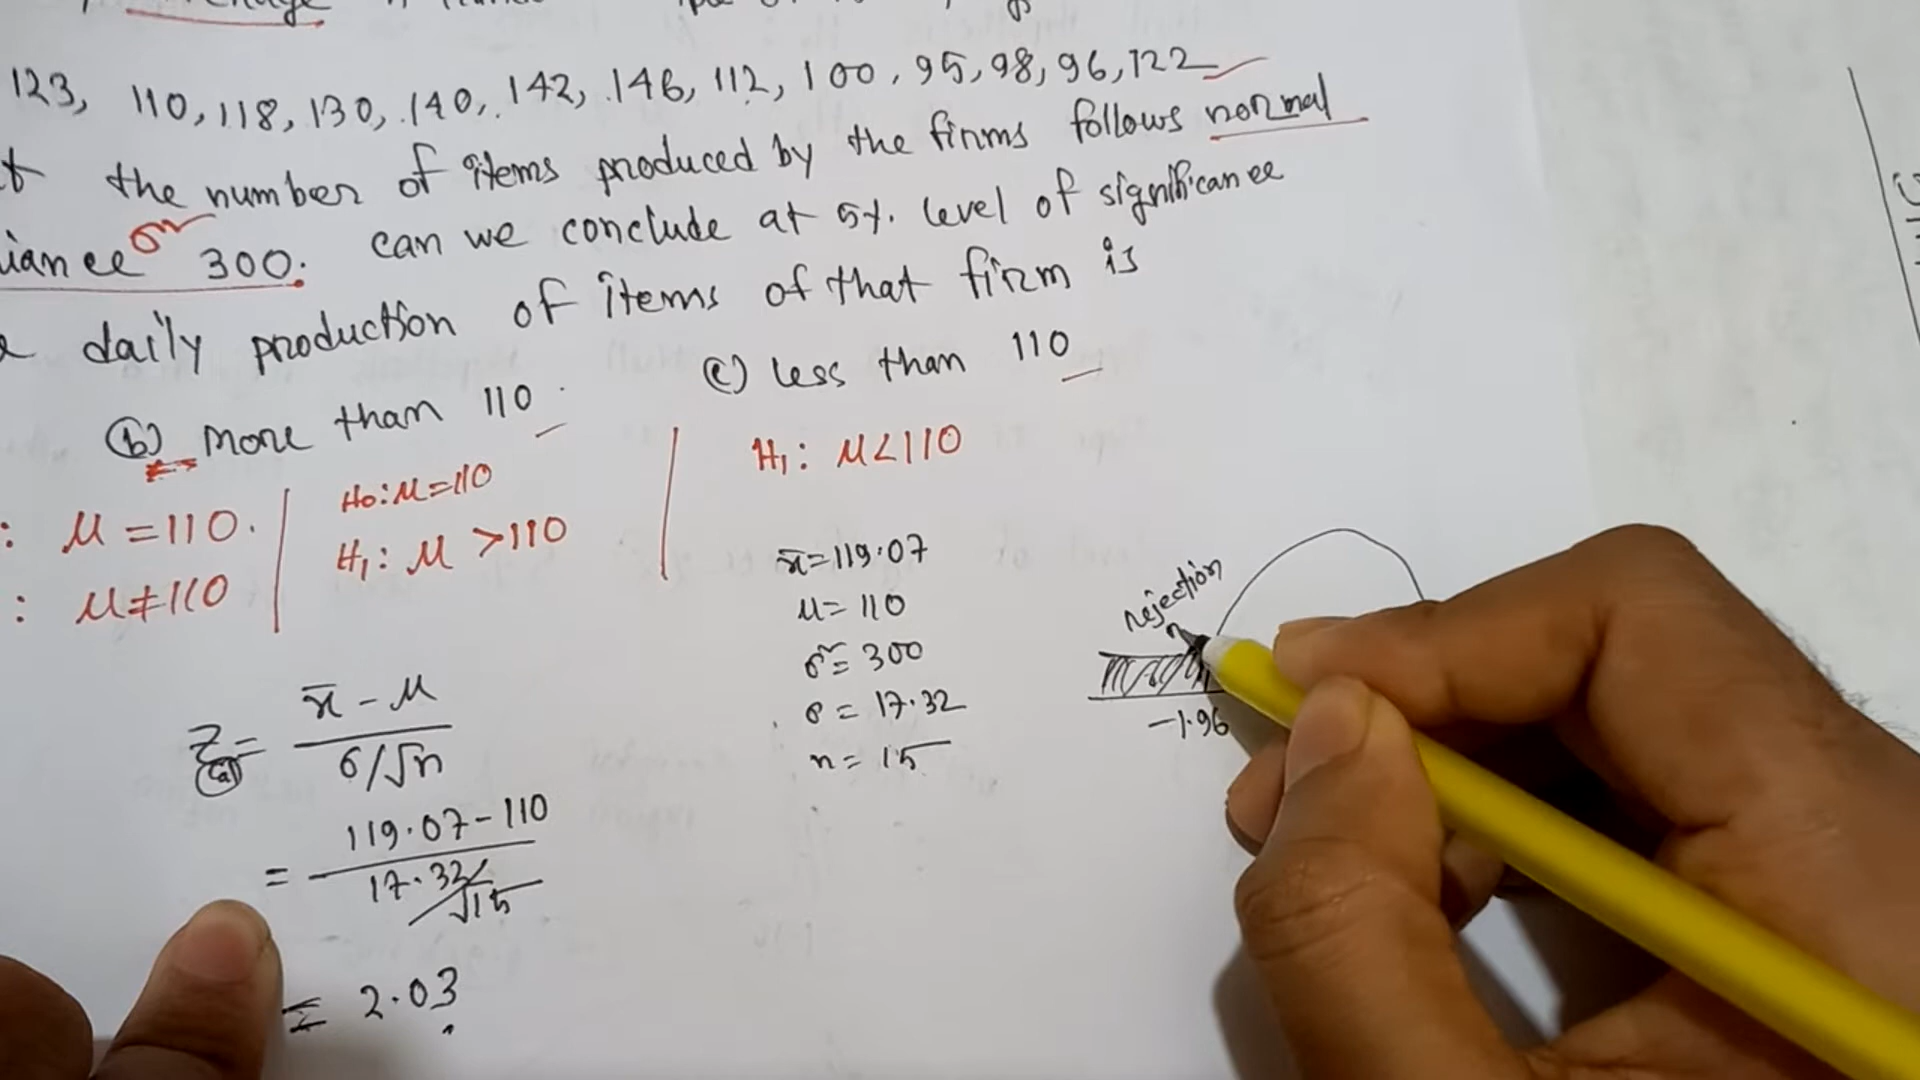 123, 110, 118, 130, 140, 142, 146, 112, 100, 95, 98, 96, 122
the number of items produced by the firms follows normal
iance σ² 300. can we conclude at 5%. level of significance
daily production of items of that firm is
(b) more than 110. (c) less than 110
: μ = 110.
: μ ≠ 110
H₀: μ = 110
H₁: μ > 110
H₁: μ < 110
x̄ = 119.07
μ = 110
σ² = 300
σ = 17.32
n = 15
Z = x̄ - μ / σ/√n
= 119.07 - 110 / 17.32/√15
= 2.03
rejection
-1.96